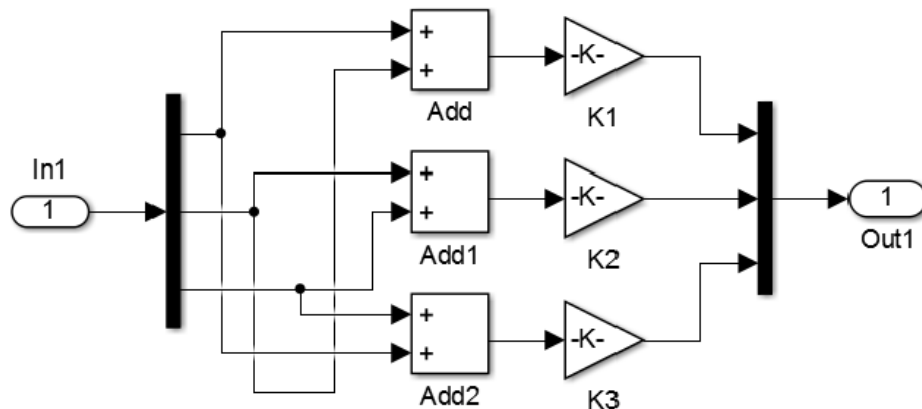 +
+
Add
-K-
K1
In1
1
+
+
Add1
-K-
K2
1
Out1
+
+
Add2
-K-
K3